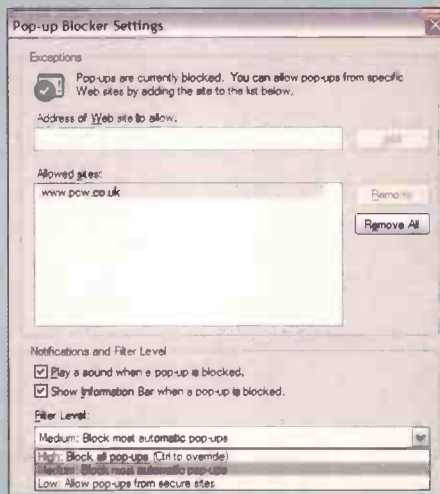 Pop-up Blocker Settings
Exceptions
Pop-ups are currently blocked. You can allow pop-ups from specific
Web sites by adding the site to the list below.
Address of Web site to allow:
Add
Allowed sites:
www.pcw.co.uk
Remove
Remove All
Notifications and Filter Level
Play a sound when a pop-up is blocked.
Show Information Bar when a pop-up is blocked.
Filter Level:
Medium: Block most automatic pop-ups
High: Block all pop-ups (Ctrl to override)
Medium: Block most automatic pop-ups
Low: Allow pop-ups from secure sites